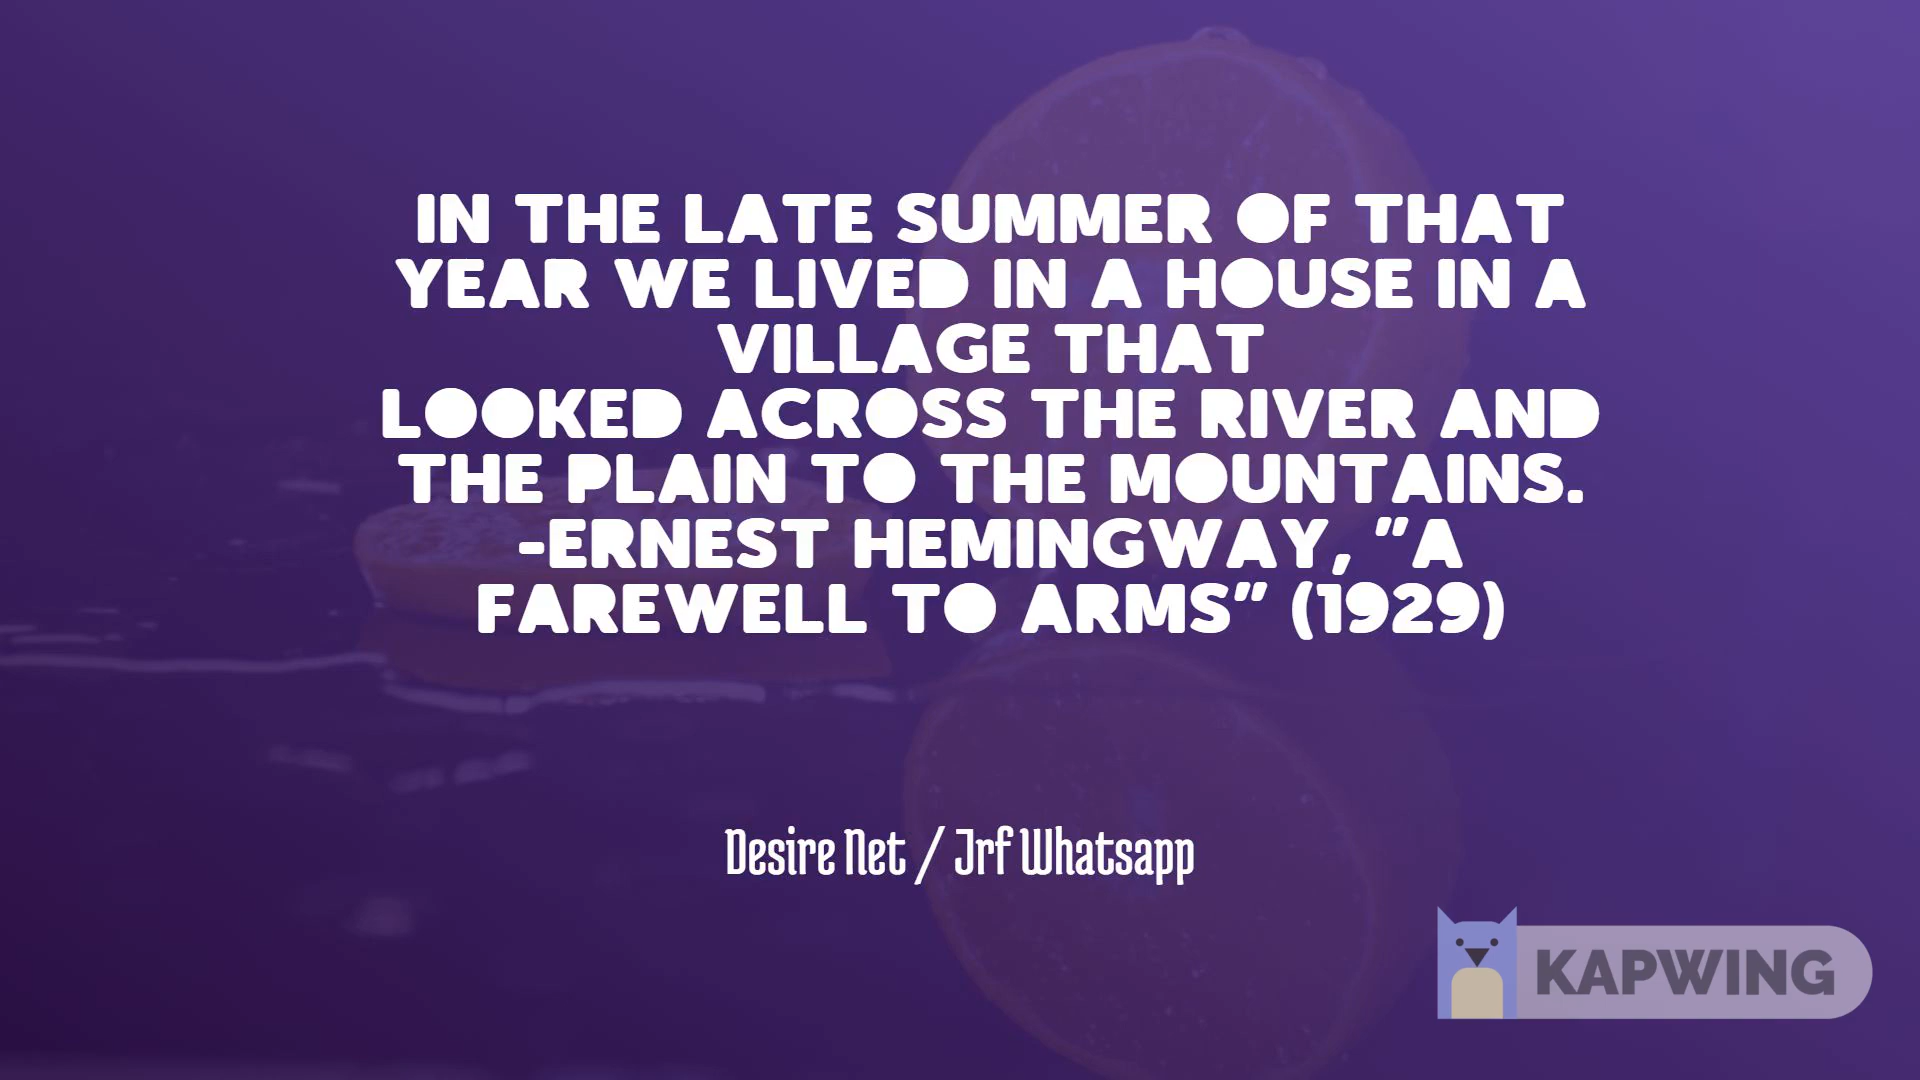 IN THE LATE SUMMER OF THAT
YEAR WE LIVED IN A HOUSE IN A
VILLAGE THAT
LOOKED ACROSS THE RIVER AND
THE PLAIN TO THE MOUNTAINS.
-ERNEST HEMINGWAY, "A
FAREWELL TO ARMS" (1929)
Desire Net / Jrf Whatsapp
KAPWING